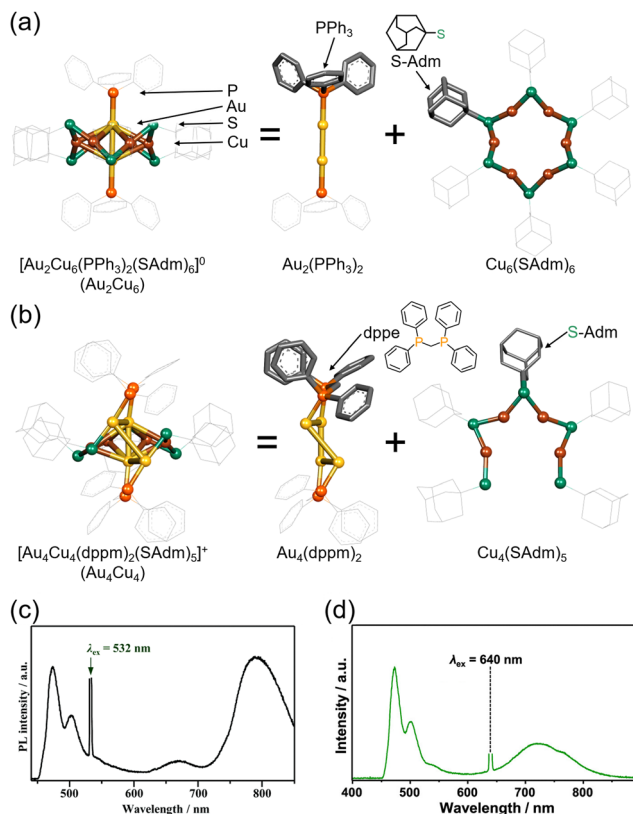 (a)
PPh₃
S
S-Adm
P
Au
S
Cu
=
+
[Au₂Cu₆(PPh₃)₂(SAdm)₆]⁰
(Au₂Cu₆)
Au₂(PPh₃)₂
Cu₆(SAdm)₆
(b)
dppe
P P
S-Adm
=
+
[Au₄Cu₄(dppm)₂(SAdm)₅]⁺
(Au₄Cu₄)
Au₄(dppm)₂
Cu₄(SAdm)₅
(c)
λex = 532 nm
PL intensity / a.u.
500 600 700 800
Wavelength / nm
(d)
λex = 640 nm
Intensity / a.u.
400 500 600 700 800
Wavelength / nm